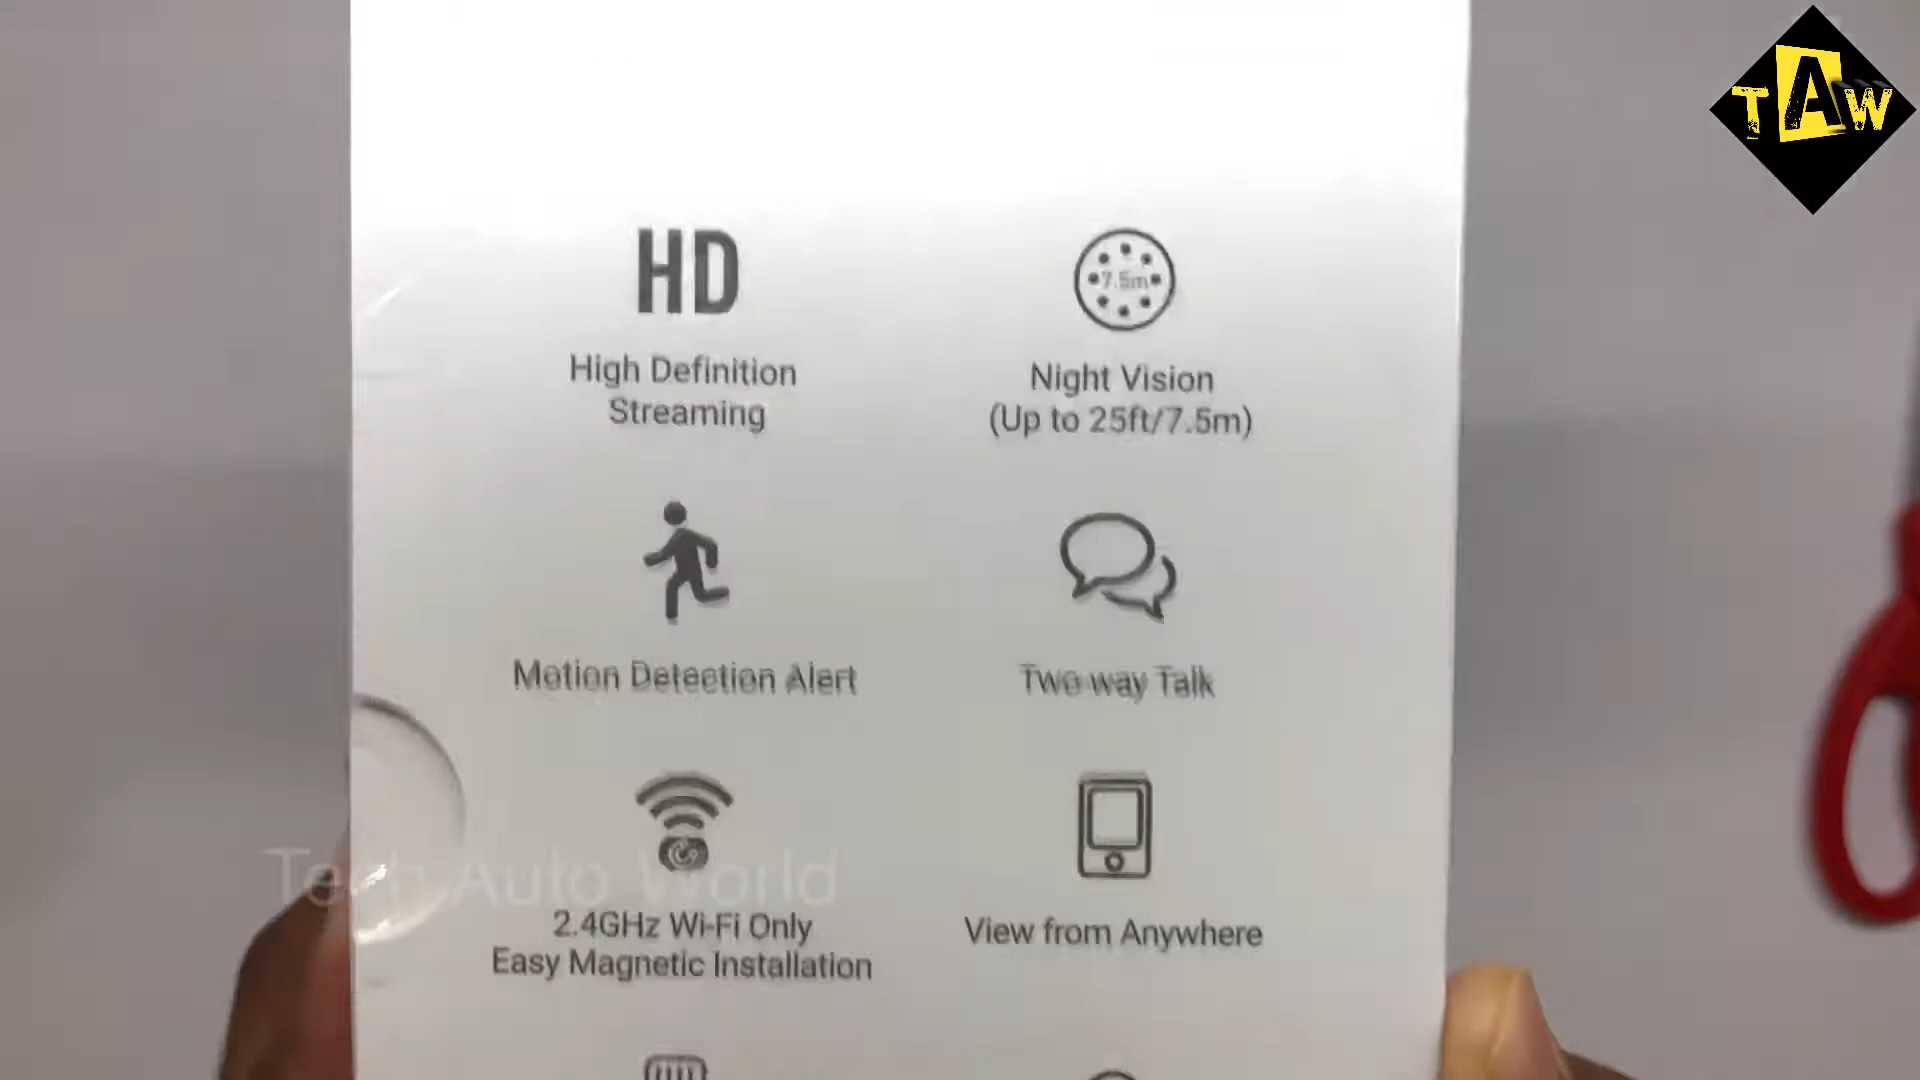 TAW
HD
7.5m
High Definition
Streaming
Night Vision
(Up to 25ft/7.5m)
Motion Detection Alert
Two way Talk
Tech Auto World
2.4GHz Wi-Fi Only
Easy Magnetic Installation
View from Anywhere